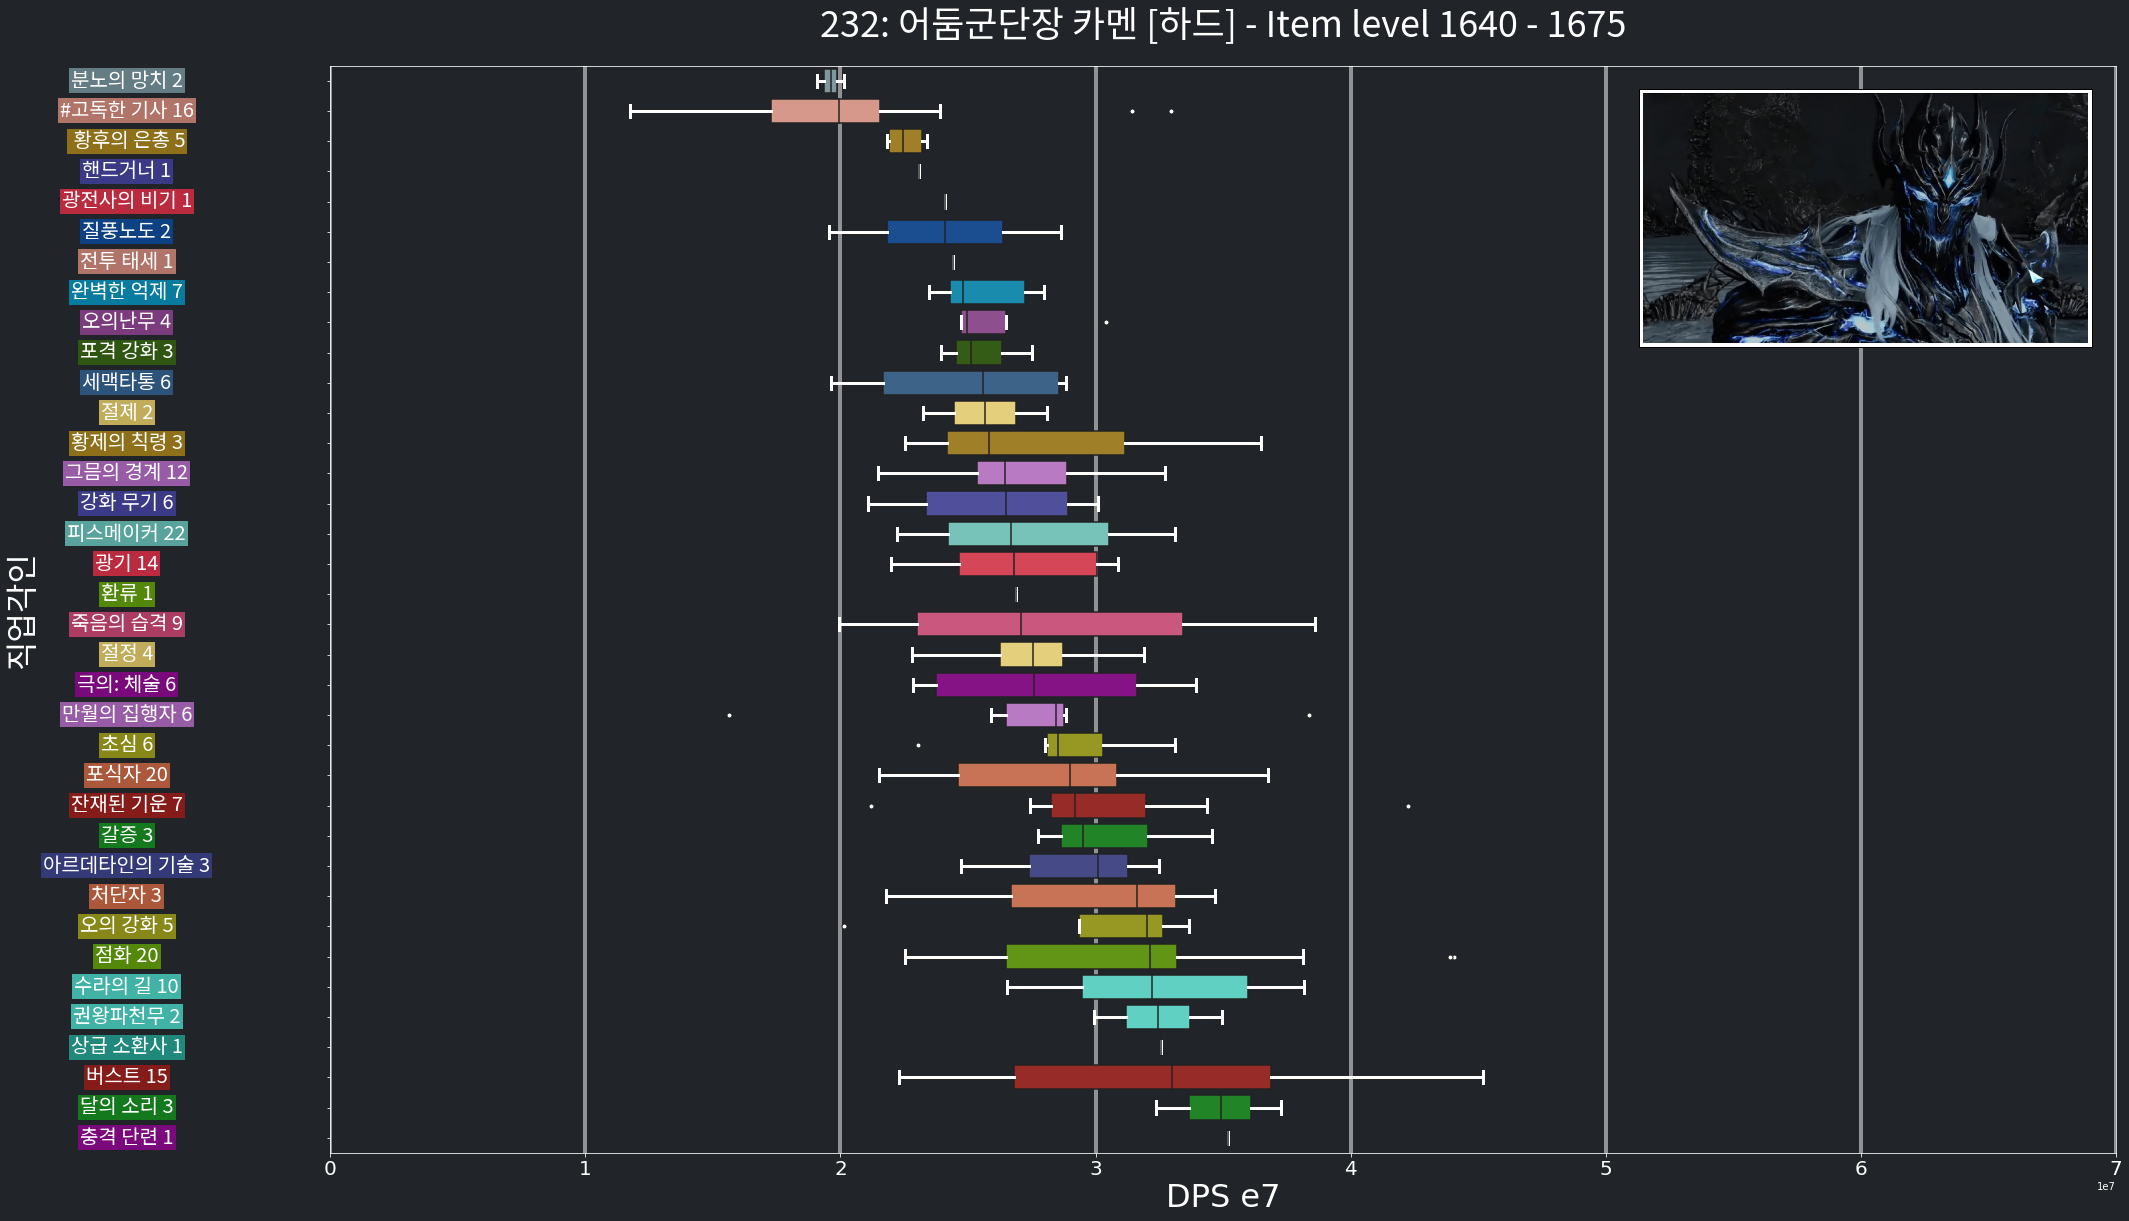 232: 어둠군단장 카멘 [하드] - Item level 1640 - 1675
직업각인
분노의 망치 2
#고독한 기사 16
황후의 은총 5
핸드거너 1
광전사의 비기 1
질풍노도 2
전투 태세 1
완벽한 억제 7
오의난무 4
포격 강화 3
세맥타통 6
절제 2
황제의 칙령 3
그믐의 경계 12
강화 무기 6
피스메이커 22
광기 14
환류 1
죽음의 습격 9
절정 4
극의: 체술 6
만월의 집행자 6
초심 6
포식자 20
잔재된 기운 7
갈증 3
아르데타인의 기술 3
처단자 3
오의 강화 5
점화 20
수라의 길 10
권왕파천무 2
상급 소환사 1
버스트 15
달의 소리 3
충격 단련 1
0 1 2 3 4 5 6 7
1e7
DPS e7